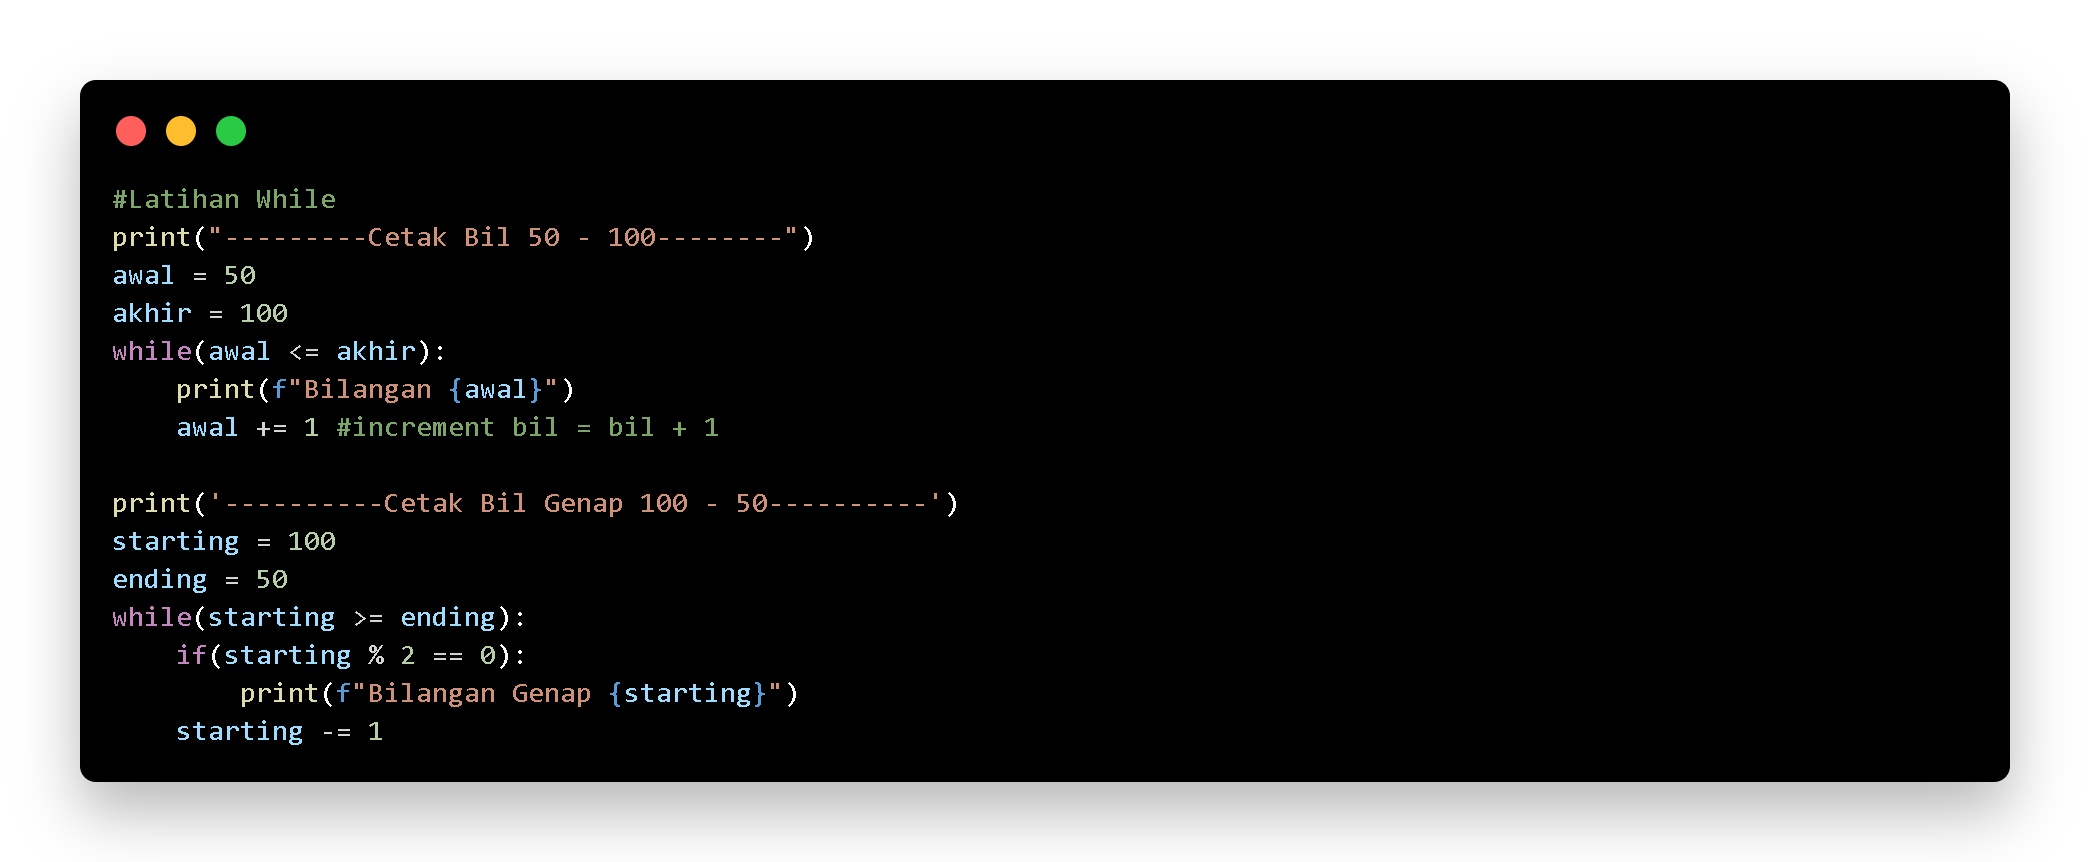 #Latihan While
print("---------Cetak Bil 50 - 100--------")
awal = 50
akhir = 100
while(awal <= akhir):
    print(f"Bilangan {awal}")
    awal += 1 #increment bil = bil + 1

print('----------Cetak Bil Genap 100 - 50----------')
starting = 100
ending = 50
while(starting >= ending):
    if(starting % 2 == 0):
        print(f"Bilangan Genap {starting}")
    starting -= 1